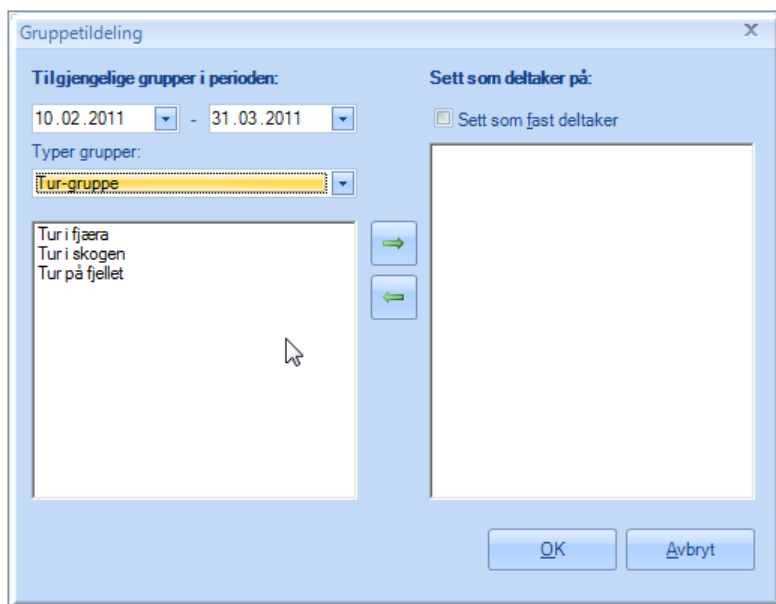 Gruppetildeling
Tilgjengelige grupper i perioden:
10.02.2011 - 31.03.2011
Typer grupper:
Tur-gruppe
Tur i fjæra
Tur i skogen
Tur på fjellet
Sett som deltaker på:
Sett som fast deltaker
OK
Avbryt